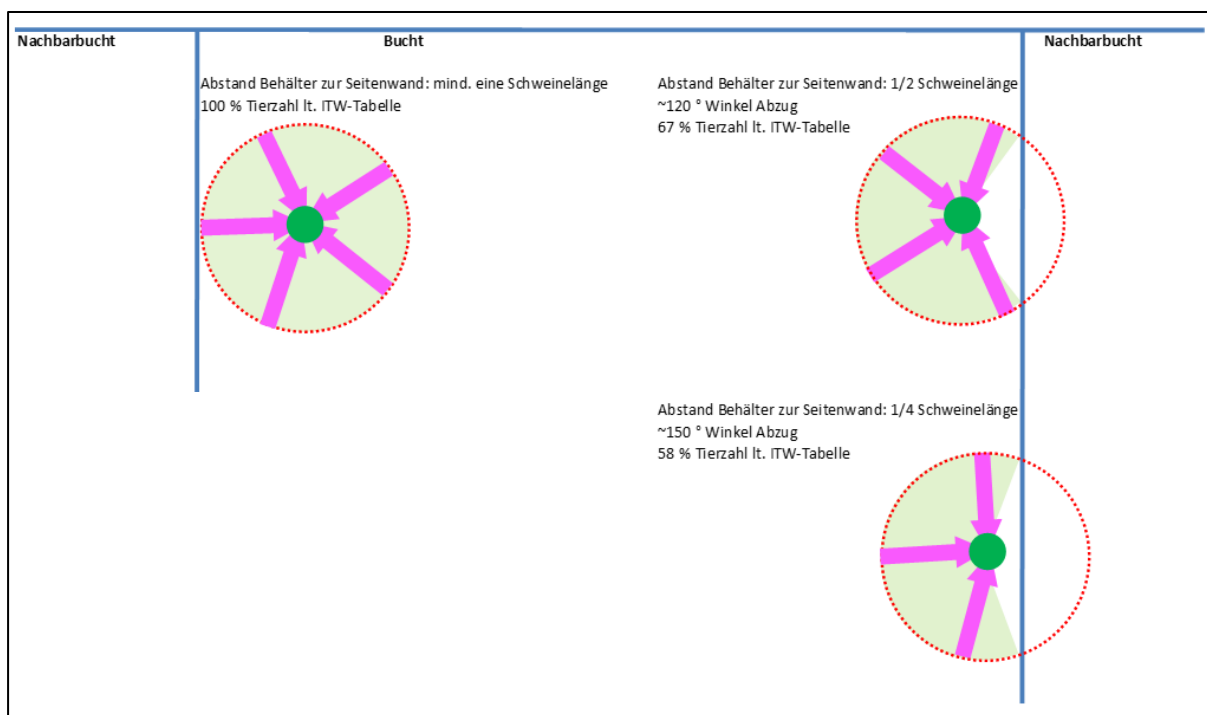 Nachbarbucht
Bucht
Nachbarbucht
Abstand Behälter zur Seitenwand: mind. eine Schweinelänge
100 % Tierzahl lt. ITW-Tabelle
Abstand Behälter zur Seitenwand: 1/2 Schweinelänge
~120 ° Winkel Abzug
67 % Tierzahl lt. ITW-Tabelle
Abstand Behälter zur Seitenwand: 1/4 Schweinelänge
~150 ° Winkel Abzug
58 % Tierzahl lt. ITW-Tabelle